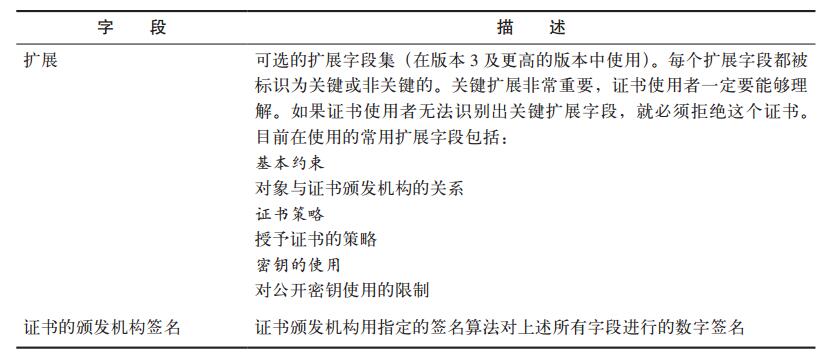 字 段 描 述
扩展 可选的扩展字段集（在版本 3 及更高的版本中使用）。每个扩展字段都被
标识为关键或非关键的。关键扩展非常重要，证书使用者一定要能够理
解。如果证书使用者无法识别出关键扩展字段，就必须拒绝这个证书。
目前在使用的常用扩展字段包括：
基本约束
对象与证书颁发机构的关系
证书策略
授予证书的策略
密钥的使用
对公开密钥使用的限制
证书的颁发机构签名 证书颁发机构用指定的签名算法对上述所有字段进行的数字签名